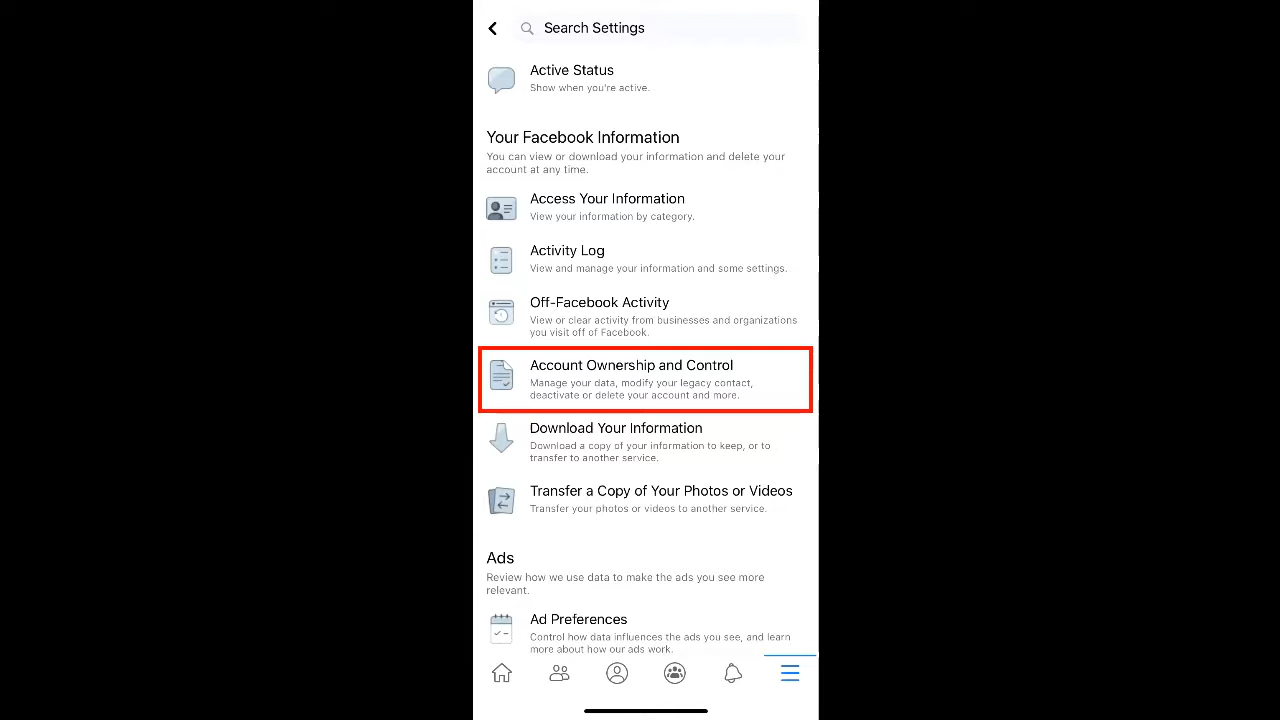 Search Settings
Active Status
Show when you're active.
Your Facebook Information
You can view or download your information and delete your
account at any time.
Access Your Information
View your information by category.
Activity Log
View and manage your information and some settings.
Off-Facebook Activity
View or clear activity from businesses and organizations
you visit off of Facebook.
Account Ownership and Control
Manage your data, modify your legacy contact,
deactivate or delete your account and more.
Download Your Information
Download a copy of your information to keep, or to
transfer to another service.
Transfer a Copy of Your Photos or Videos
Transfer your photos or videos to another service.
Ads
Review how we use data to make the ads you see more
relevant.
Ad Preferences
Control how data influences the ads you see, and learn
more about how our ads work.